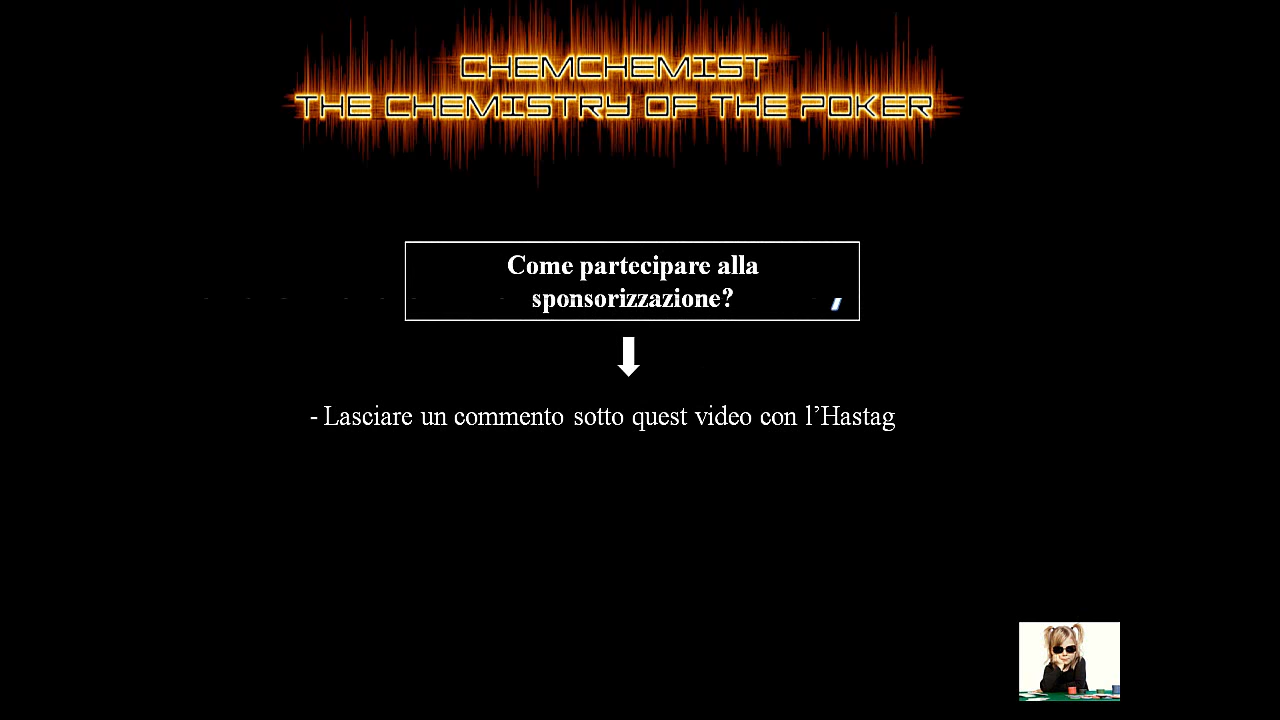 CHEMCHEMIST
THE CHEMISTRY OF THE POKER
Come partecipare alla
sponsorizzazione?
- Lasciare un commento sotto quest video con l’Hastag